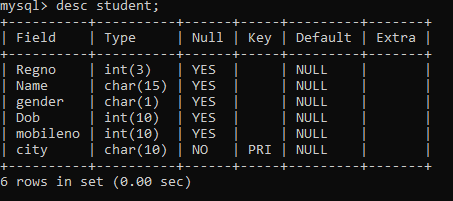 mysql> desc student;
+----------+----------+------+-----+---------+-------+
| Field    | Type     | Null | Key | Default | Extra |
+----------+----------+------+-----+---------+-------+
| Regno    | int(3)   | YES  |     | NULL    |       |
| Name     | char(15) | YES  |     | NULL    |       |
| gender   | char(1)  | YES  |     | NULL    |       |
| Dob      | int(10)  | YES  |     | NULL    |       |
| mobileno | int(10)  | YES  |     | NULL    |       |
| city     | char(10) | NO   | PRI | NULL    |       |
+----------+----------+------+-----+---------+-------+
6 rows in set (0.00 sec)